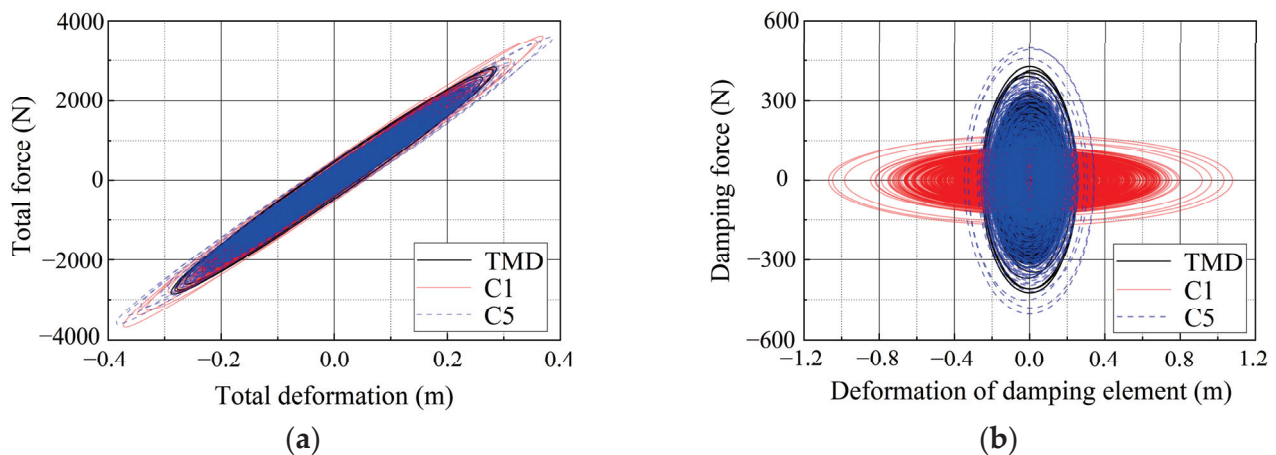 4000
2000
0
−2000
−4000
Total force (N)
TMD
C1
C5
−0.4
−0.2
0.0
0.2
0.4
Total deformation (m)
(a)
600
300
0
−300
−600
Damping force (N)
TMD
C1
C5
−1.2
−0.8
−0.4
0.0
0.4
0.8
1.2
Deformation of damping element (m)
(b)